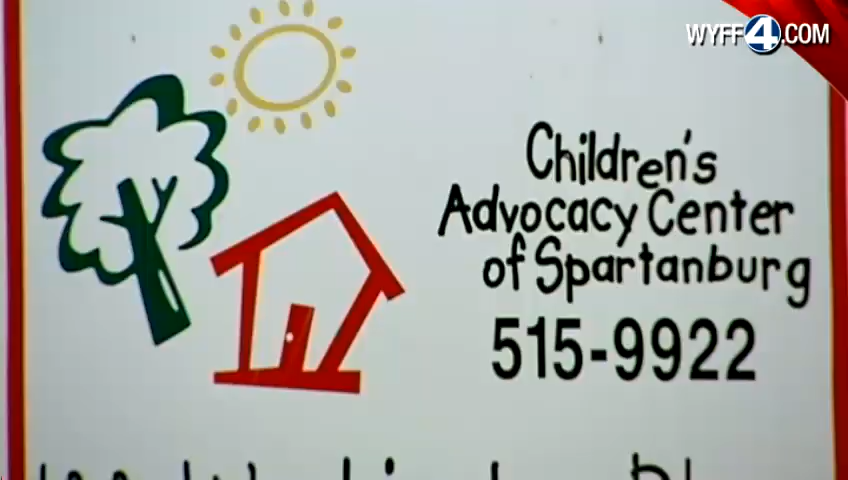 WYFF4.COM
Children's
Advocacy Center
of Spartanburg
515-9922